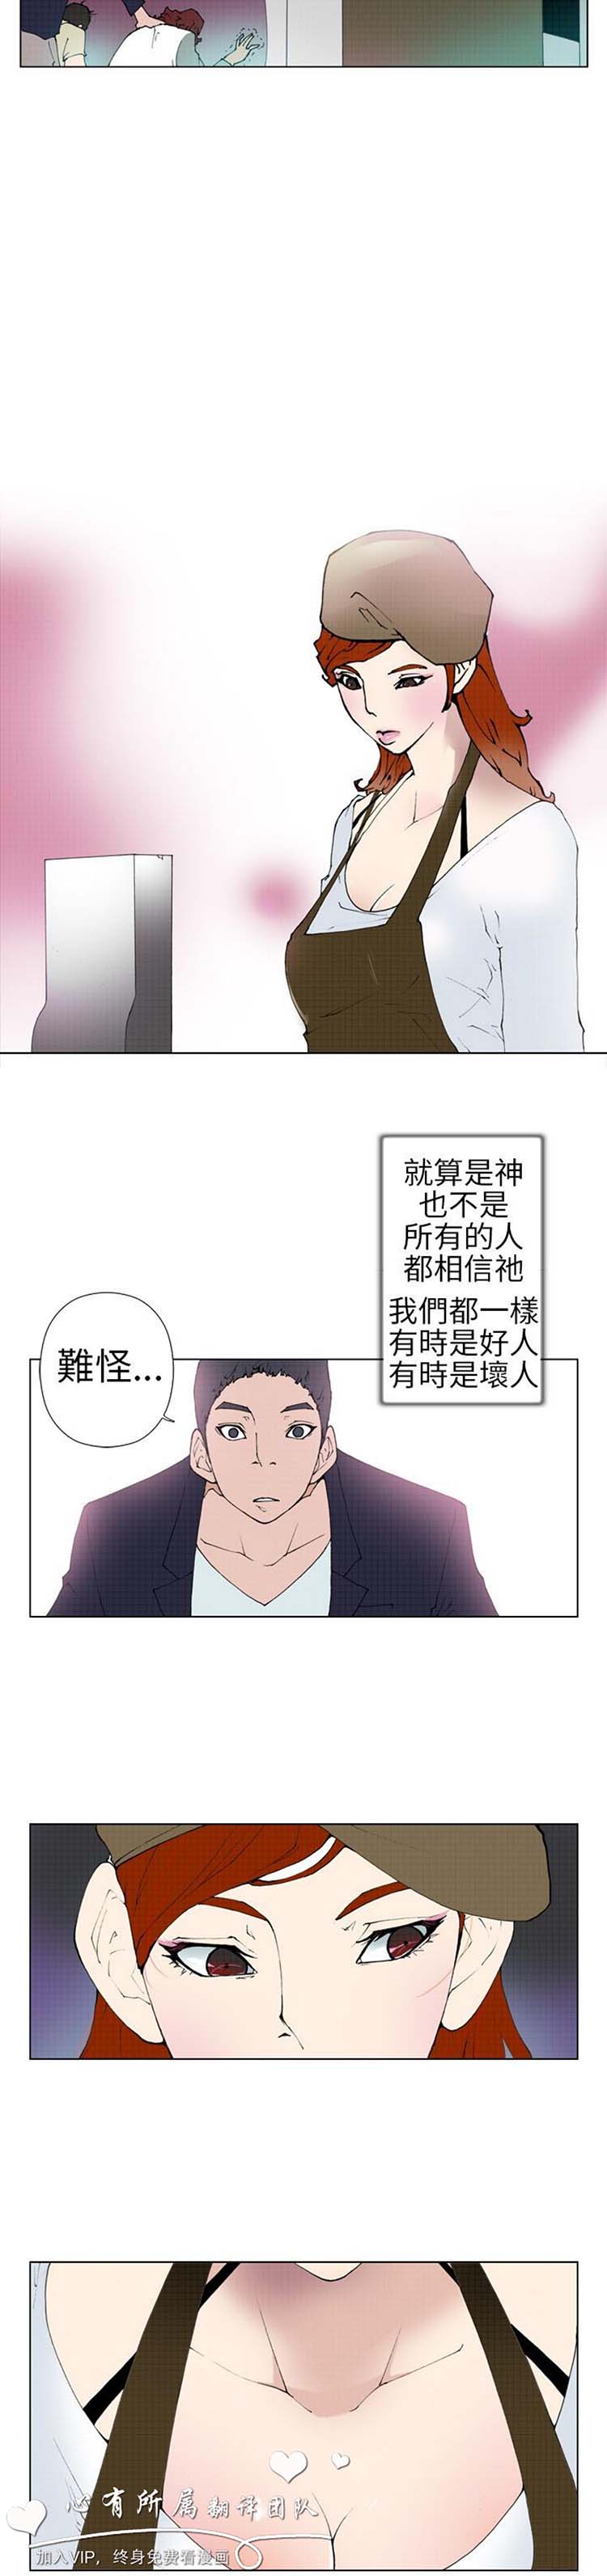 就算是神
也不是
所有的人
都相信祂
我們都一樣
有時是好人
有時是壞人
難怪...
心有所属翻译团队
加入VIP，终身免费看漫画